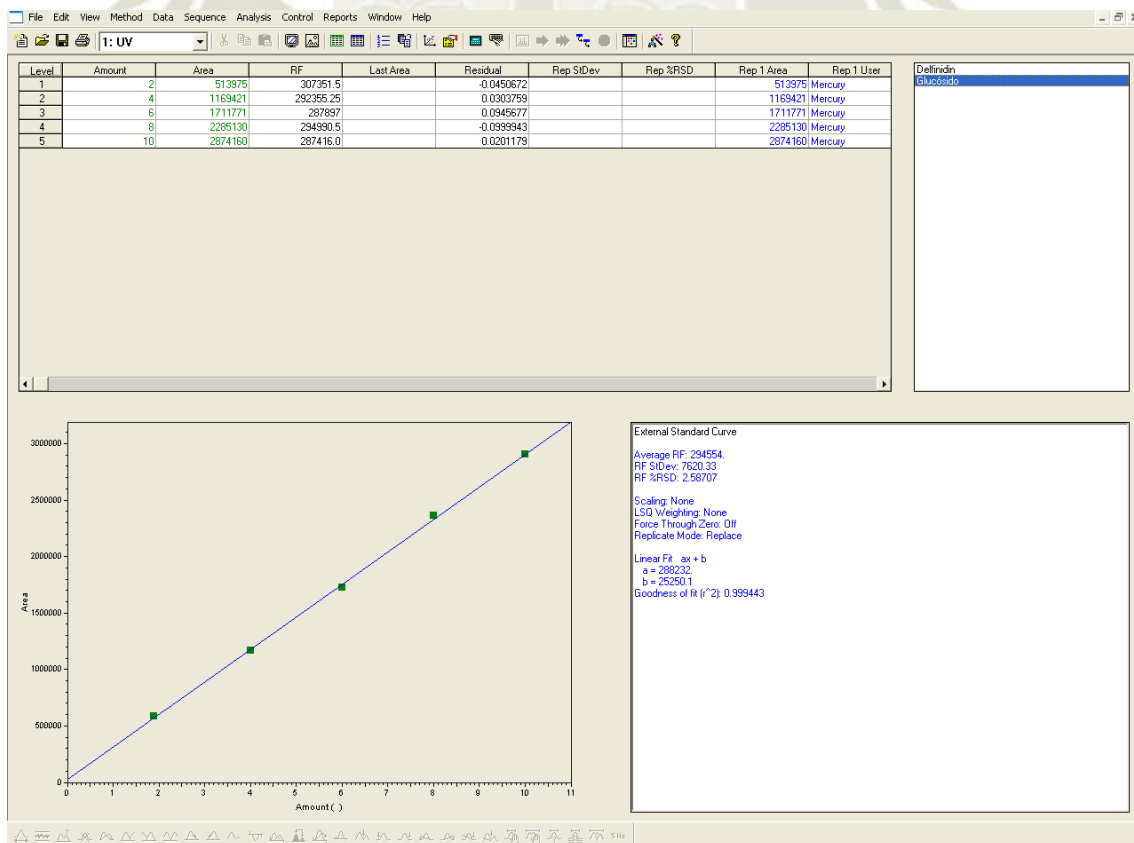 File Edit View Method Data Sequence Analysis Control Reports Window Help
1: UV
Level Amount Area RF Last Area Residual Rep StDev Rep %RSD Rep 1 Area Rep 1 User
1 2 513975 307351.5 -0.0450672 513975 Mercury
2 4 1169421 292355.25 0.0303759 1169421 Mercury
3 6 1711771 287897 0.0945677 1711771 Mercury
4 8 2285130 294990.5 -0.0999943 2285130 Mercury
5 10 2874160 287416.0 0.0201179 2874160 Mercury
Delfinidin
Glucósido
3000000
2500000
2000000
1500000
1000000
500000
0
Area
0 1 2 3 4 5 6 7 8 9 10 11
Amount ( )
External Standard Curve
Average RF: 294554.
RF StDev: 7620.33
RF %RSD: 2.58707
Scaling: None
LSQ Weighting: None
Force Through Zero: Off
Replicate Mode: Replace
Linear Fit ax + b
a = 288232.
b = 25250.1
Goodness of fit (r^2): 0.999443
5 Hz